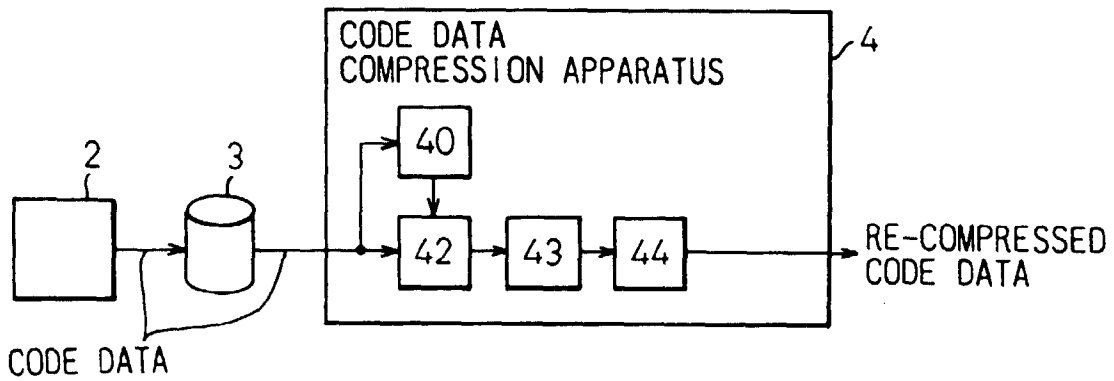 CODE DATA
COMPRESSION APPARATUS
4
40
2
3
42
43
44
RE-COMPRESSED
CODE DATA
CODE DATA